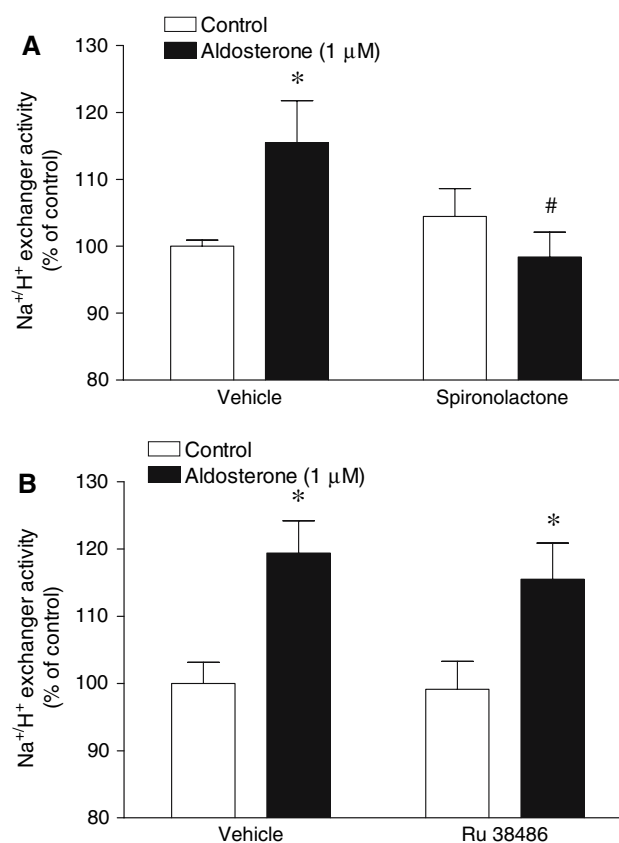 A
Control
Aldosterone (1 μM)
Na+/H+ exchanger activity
(% of control)
130
120
110
100
90
80
*
#
Vehicle
Spironolactone
B
Control
Aldosterone (1 μM)
Na+/H+ exchanger activity
(% of control)
130
120
110
100
90
80
*
*
Vehicle
Ru 38486